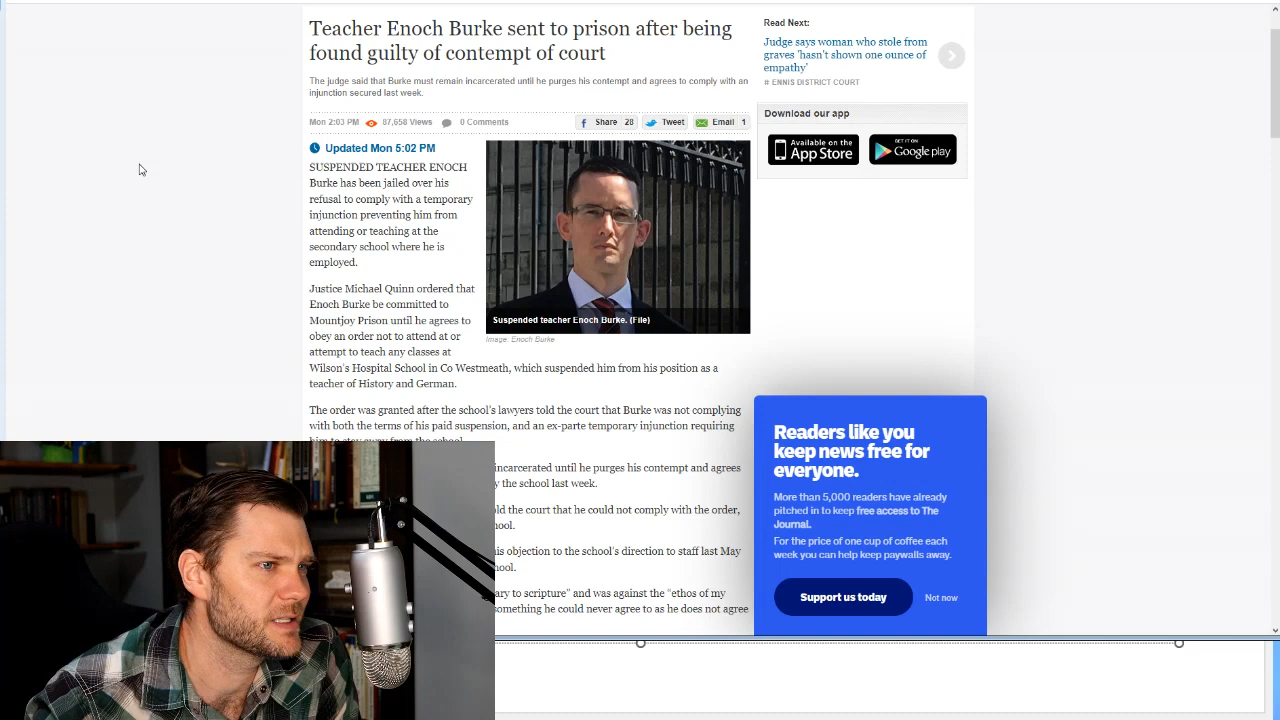 Teacher Enoch Burke sent to prison after being
found guilty of contempt of court
The judge said that Burke must remain incarcerated until he purges his contempt and agrees to comply with an
injunction secured last week.
Mon 2:03 PM 87,658 Views 0 Comments Share 28 Tweet Email 1
Updated Mon 5:02 PM
SUSPENDED TEACHER ENOCH
Burke has been jailed over his
refusal to comply with a temporary
injunction preventing him from
attending or teaching at the
secondary school where he is
employed.
Justice Michael Quinn ordered that
Enoch Burke be committed to
Mountjoy Prison until he agrees to
obey an order not to attend at or
attempt to teach any classes at
Wilson's Hospital School in Co Westmeath, which suspended him from his position as a
teacher of History and German.
Suspended teacher Enoch Burke. (File)
Image: Enoch Burke
The order was granted after the school's lawyers told the court that Burke was not complying
with both the terms of his paid suspension, and an ex-parte temporary injunction requiring
him to stay away from the school.
incarcerated until he purges his contempt and agrees
the school last week.
told the court that he could not comply with the order,
his objection to the school's direction to staff last May
to scripture" and was against the "ethos of my
something he could never agree to as he does not agree
Read Next:
Judge says woman who stole from
graves 'hasn't shown one ounce of
empathy'
# ENNIS DISTRICT COURT
Download our app
Available on the
App Store
GET IT ON
Google play
Readers like you
keep news free for
everyone.
More than 5,000 readers have already
pitched in to keep free access to The
Journal.
For the price of one cup of coffee each
week you can help keep paywalls away.
Support us today Not now